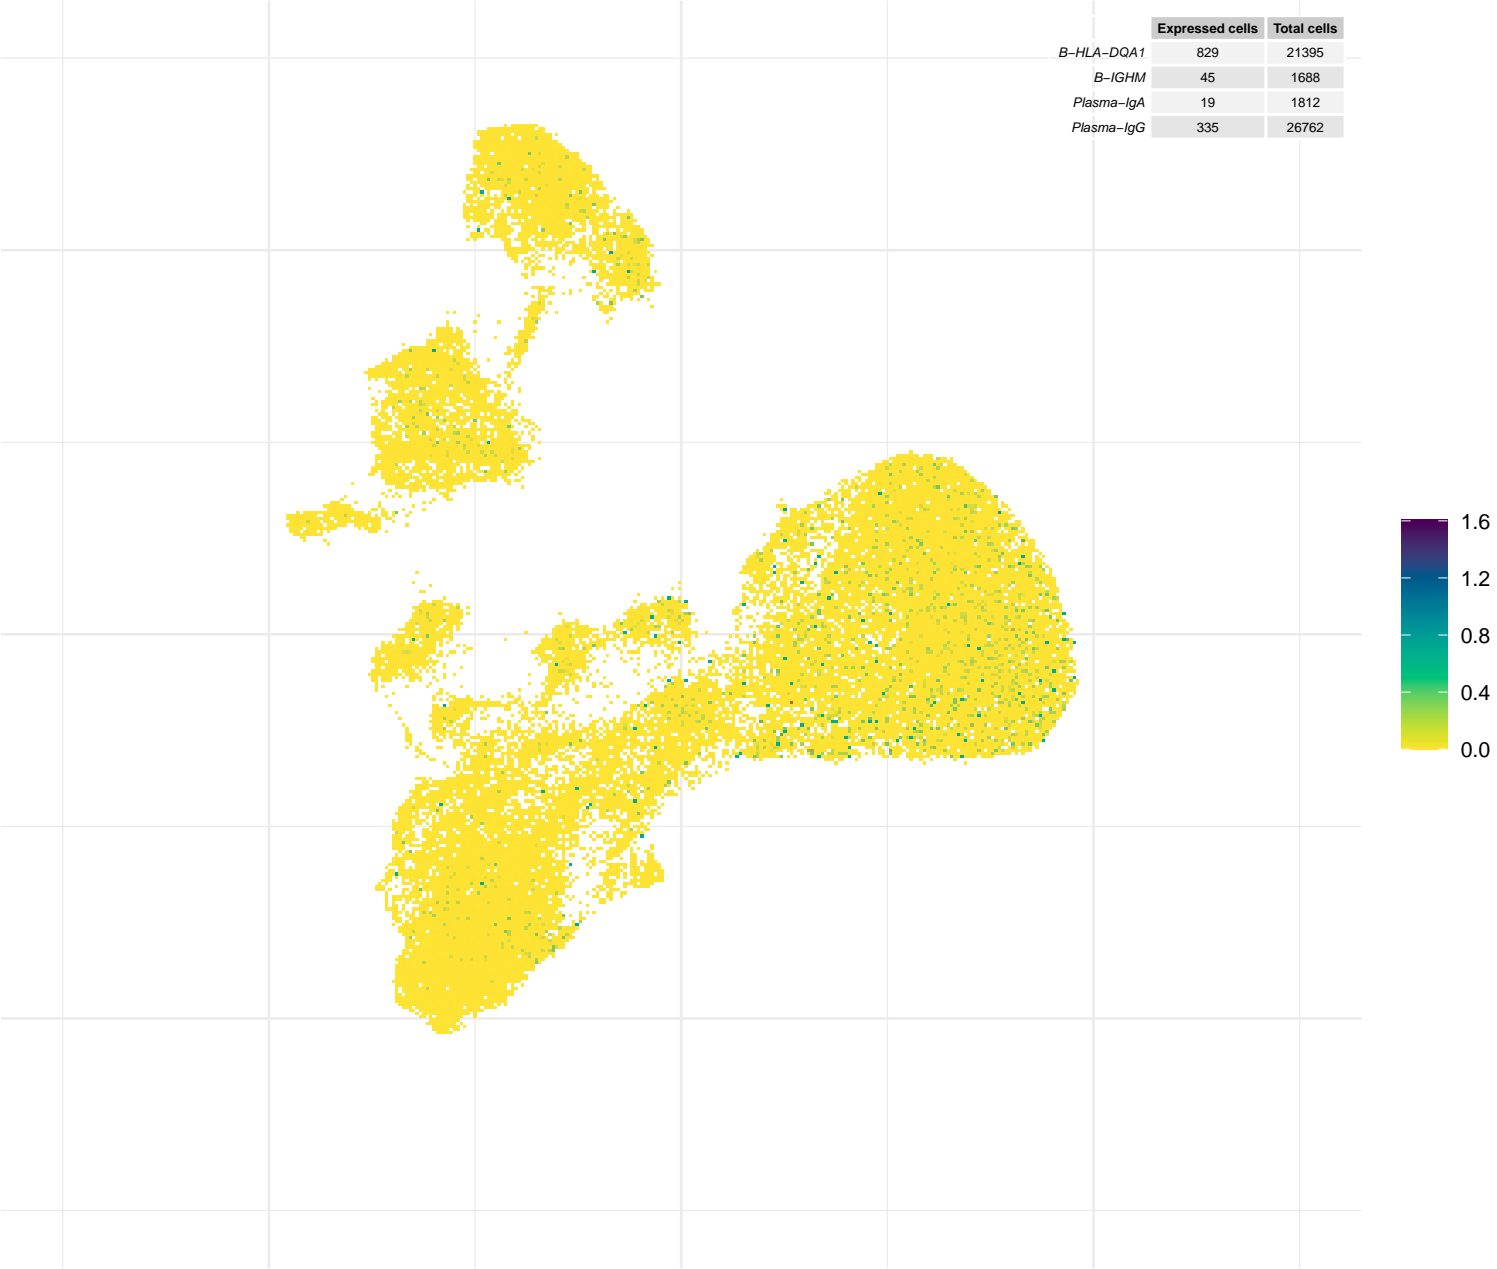 Expressed cells Total cells
B−HLA−DQA1 829 21395
B−IGHM 45 1688
Plasma−IgA 19 1812
Plasma−IgG 335 26762
1.6
1.2
0.8
0.4
0.0